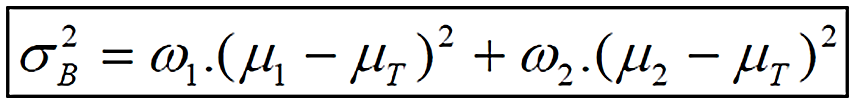 σ_B^2 = ω_1.(μ_1 − μ_T)^2 + ω_2.(μ_2 − μ_T)^2